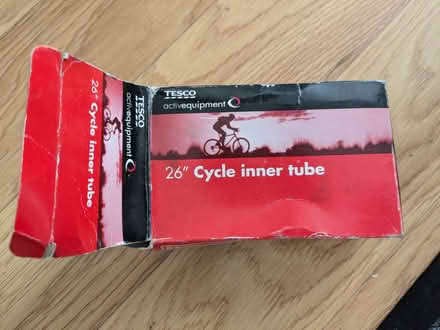 TESCO
activequipment
26" Cycle inner tube
TESCO
activequipment
26" Cycle inner tube